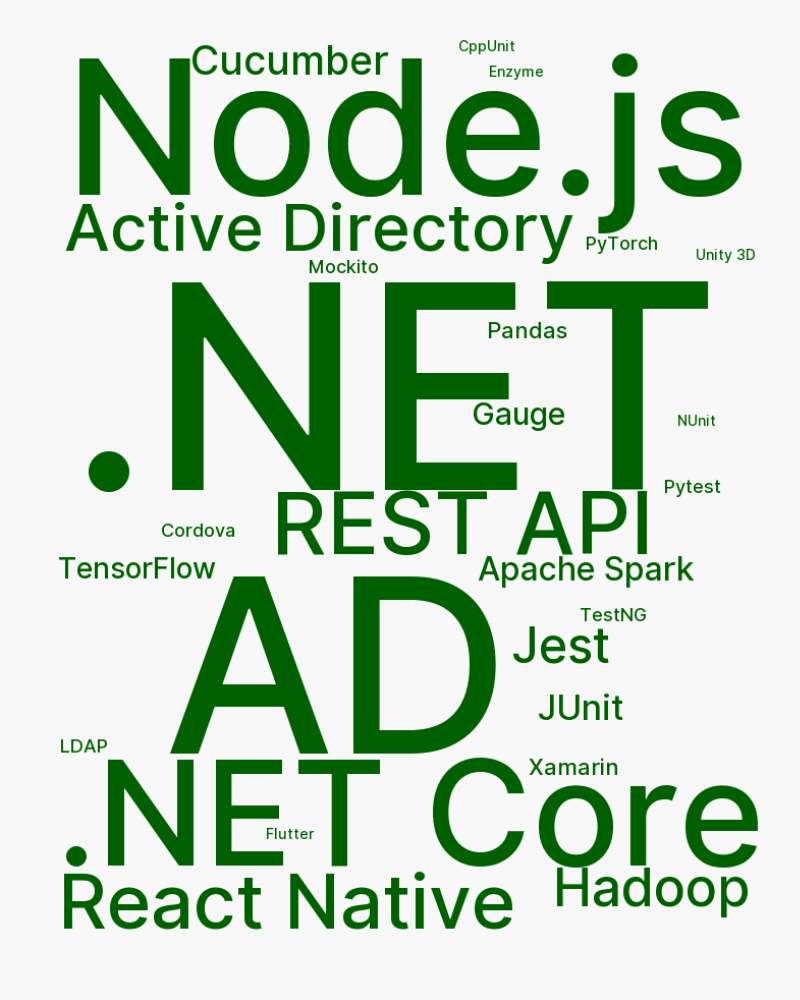 CppUnit
Cucumber
Enzyme
Node.js
Active Directory
PyTorch
Unity 3D
Mockito
.NET
Pandas
Gauge
NUnit
Pytest
REST API
Cordova
TensorFlow
Apache Spark
AD
TestNG
Jest
JUnit
LDAP
Xamarin
.NET Core
Flutter
React Native
Hadoop